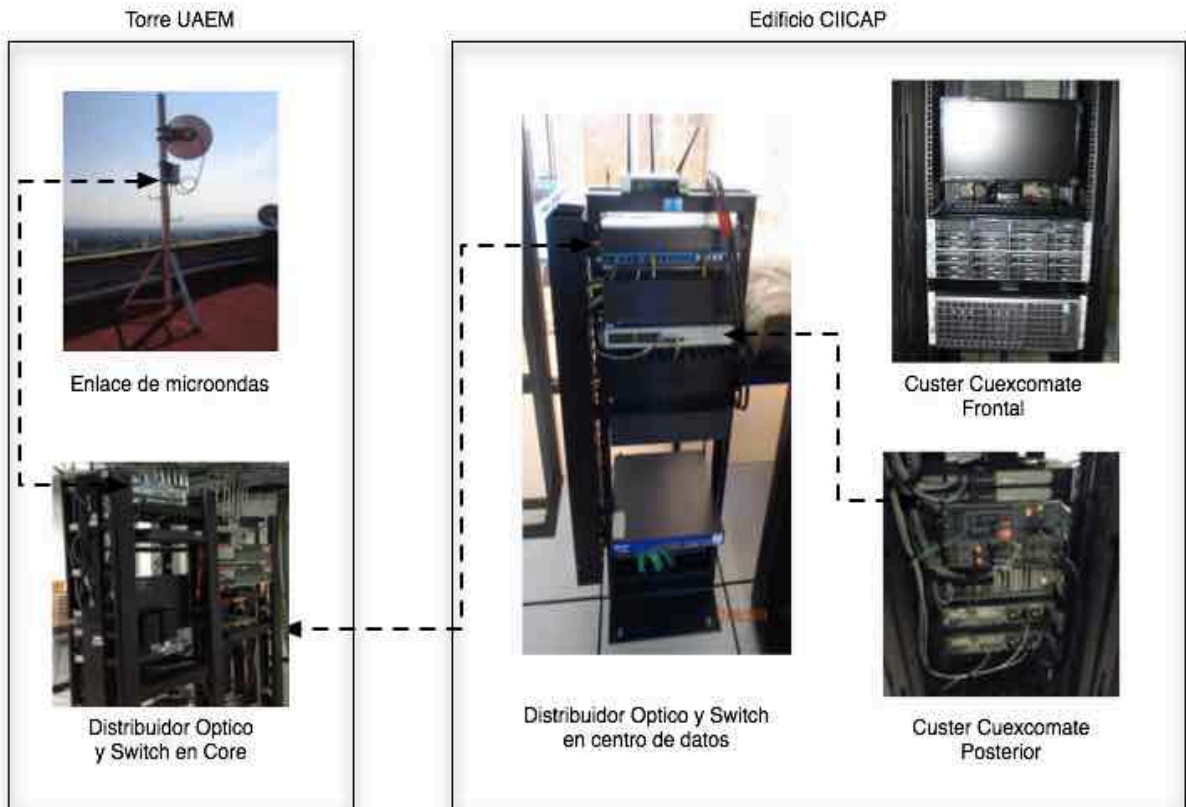 Torre UAEM
Edificio CIICAP
Enlace de microondas
Distribuidor Optico
y Switch en Core
Distribuidor Optico y Switch
en centro de datos
Custer Cuexcomate
Frontal
Custer Cuexcomate
Posterior